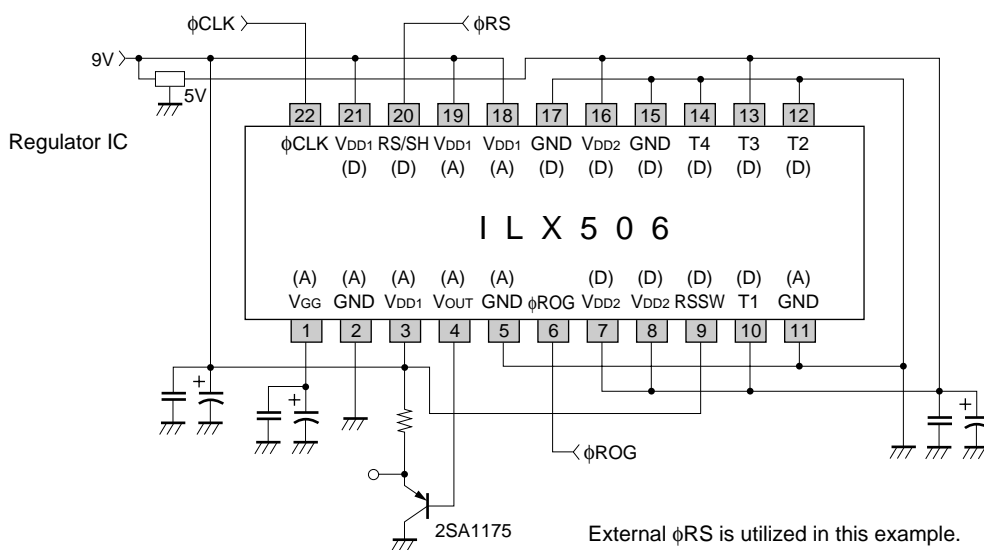 φCLK φRS
9V
5V
Regulator IC
22 21 20 19 18 17 16 15 14 13 12
φCLK VDD1 RS/SH VDD1 VDD1 GND VDD2 GND T4 T3 T2
(D) (D) (A) (A) (D) (D) (D) (D) (D) (D)
ILX506
(A) (A) (A) (A) (A) (D) (D) (D) (D) (A)
VGG GND VDD1 VOUT GND φROG VDD2 VDD2 RSSW T1 GND
1 2 3 4 5 6 7 8 9 10 11
+ + +
φROG
2SA1175
External φRS is utilized in this example.